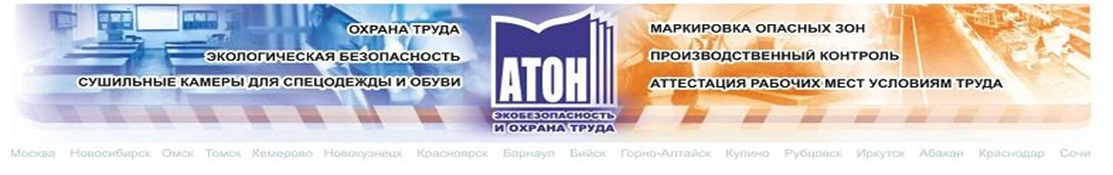 ОХРАНА ТРУДА
ЭКОЛОГИЧЕСКАЯ БЕЗОПАСНОСТЬ
СУШИЛЬНЫЕ КАМЕРЫ ДЛЯ СПЕЦОДЕЖДЫ И ОБУВИ
АТОН
ЭКОБЕЗОПАСНОСТЬ
И ОХРАНА ТРУДА
МАРКИРОВКА ОПАСНЫХ ЗОН
ПРОИЗВОДСТВЕННЫЙ КОНТРОЛЬ
АТТЕСТАЦИЯ РАБОЧИХ МЕСТ УСЛОВИЯМ ТРУДА
Москва Новосибирск Омск Томск Кемерово Новокузнецк Красноярск Барнаул Бийск Горно-Алтайск Купино Рубцовск Иркутск Абакан Краснодар Сочи